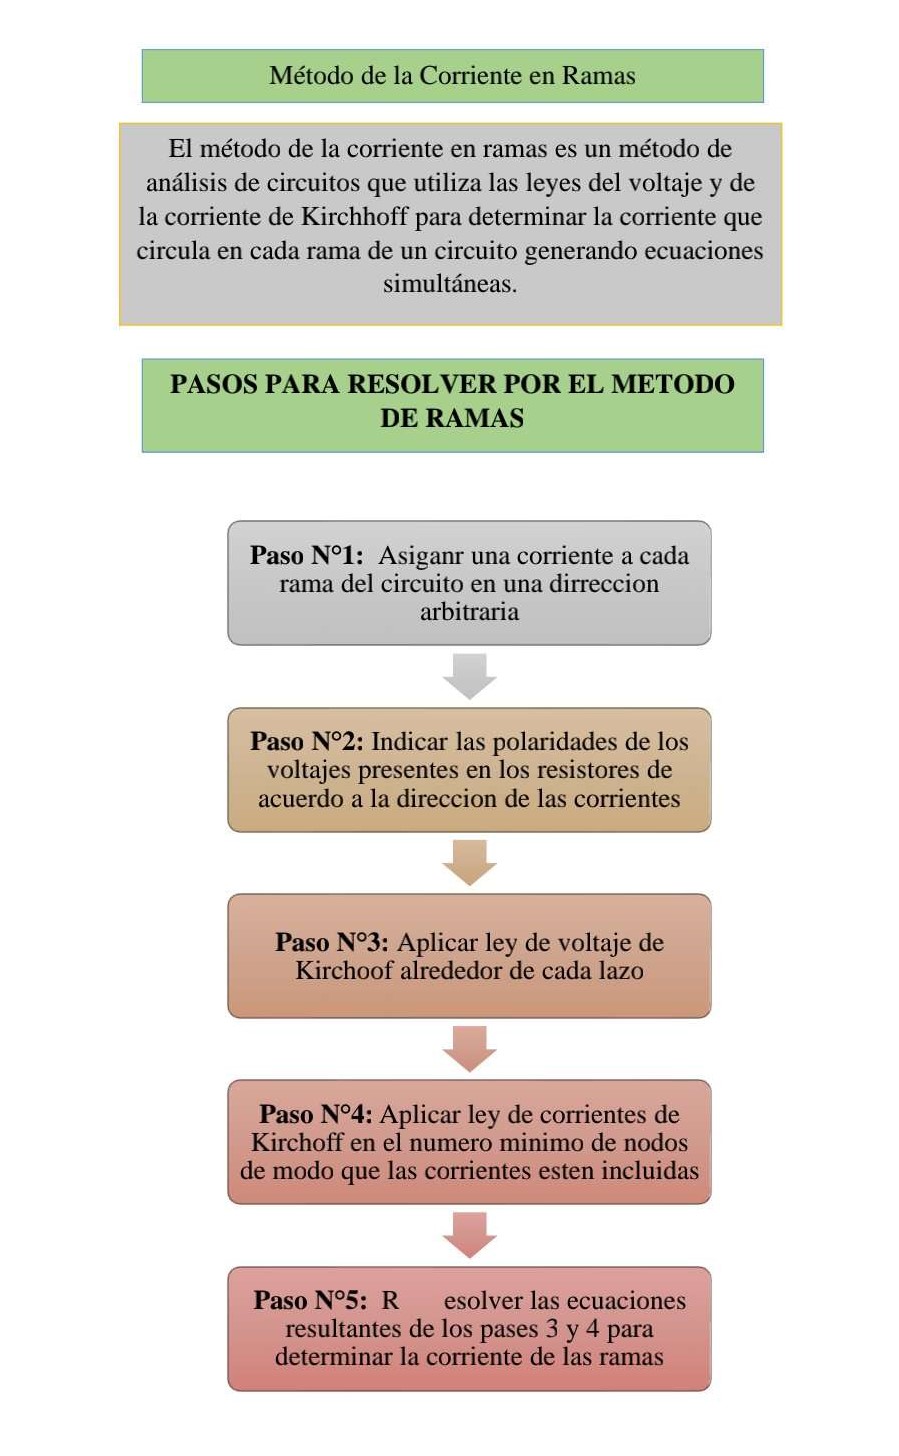 Método de la Corriente en Ramas
El método de la corriente en ramas es un método de
análisis de circuitos que utiliza las leyes del voltaje y de
la corriente de Kirchhoff para determinar la corriente que
circula en cada rama de un circuito generando ecuaciones
simultáneas.
PASOS PARA RESOLVER POR EL METODO
DE RAMAS
Paso N°1: Asiganr una corriente a cada
rama del circuito en una dirreccion
arbitraria
Paso N°2: Indicar las polaridades de los
voltajes presentes en los resistores de
acuerdo a la direccion de las corrientes
Paso N°3: Aplicar ley de voltaje de
Kirchoof alrededor de cada lazo
Paso N°4: Aplicar ley de corrientes de
Kirchoff en el numero minimo de nodos
de modo que las corrientes esten incluidas
Paso N°5: R esolver las ecuaciones
resultantes de los pases 3 y 4 para
determinar la corriente de las ramas